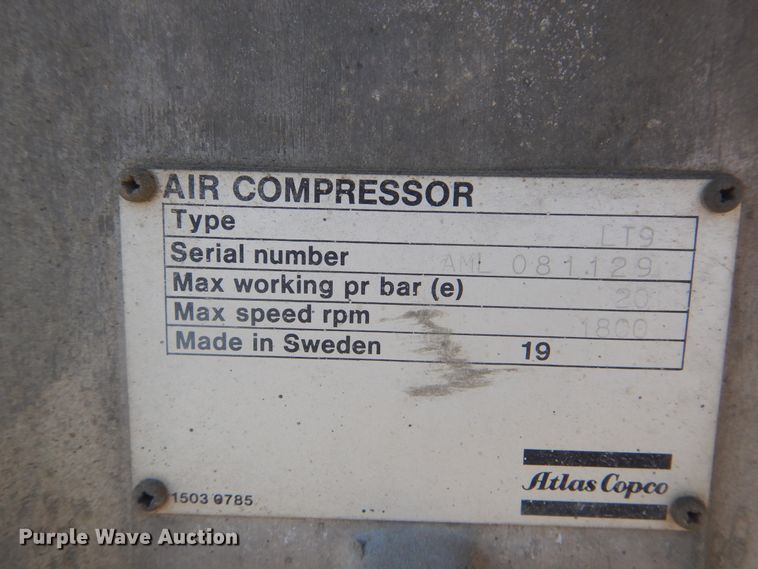 AIR COMPRESSOR
Type LT9
Serial number AML 081129
Max working pr bar (e) 20
Max speed rpm 1800
Made in Sweden 19
Atlas Copco
1503 0785
Purple Wave Auction